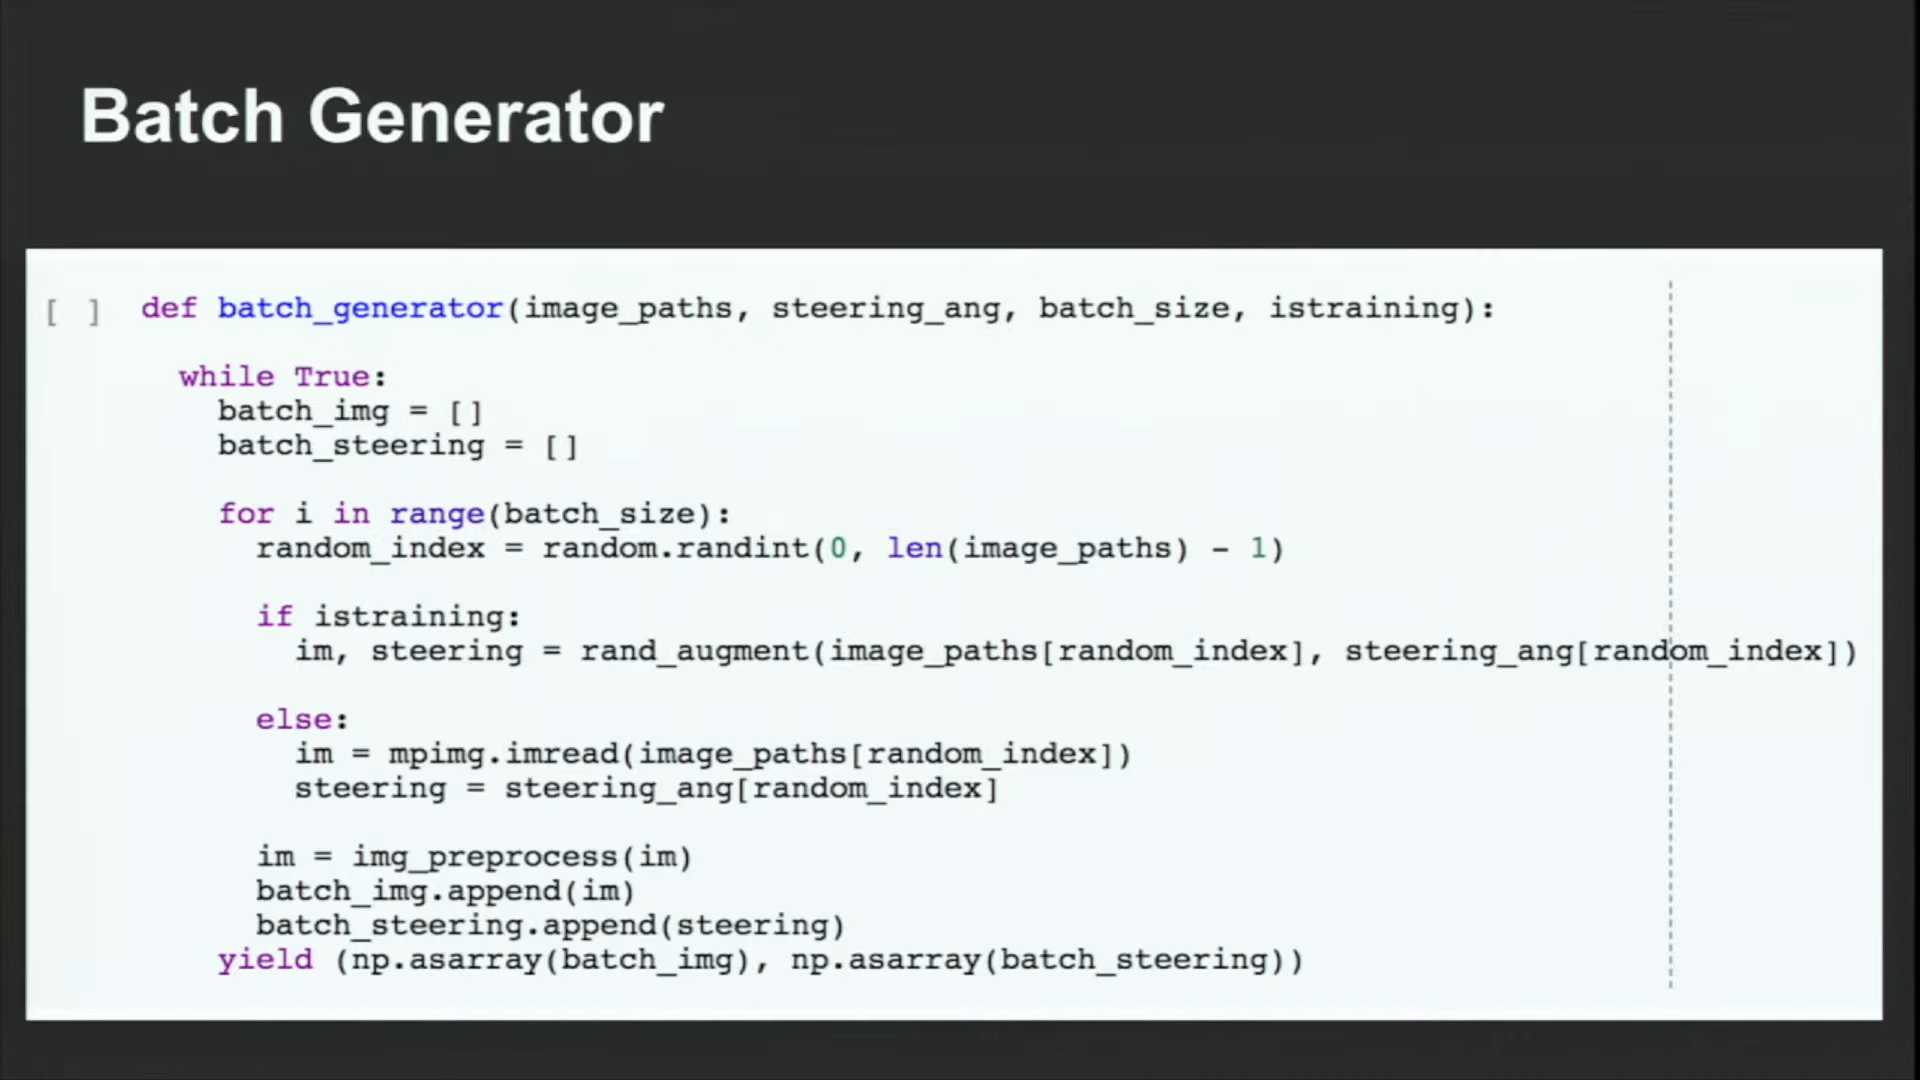 Batch Generator
[ ] def batch_generator(image_paths, steering_ang, batch_size, istraining):
while True:
batch_img = []
batch_steering = []
for i in range(batch_size):
random_index = random.randint(0, len(image_paths) - 1)
if istraining:
im, steering = rand_augment(image_paths[random_index], steering_ang[random_index])
else:
im = mpimg.imread(image_paths[random_index])
steering = steering_ang[random_index]
im = img_preprocess(im)
batch_img.append(im)
batch_steering.append(steering)
yield (np.asarray(batch_img), np.asarray(batch_steering))